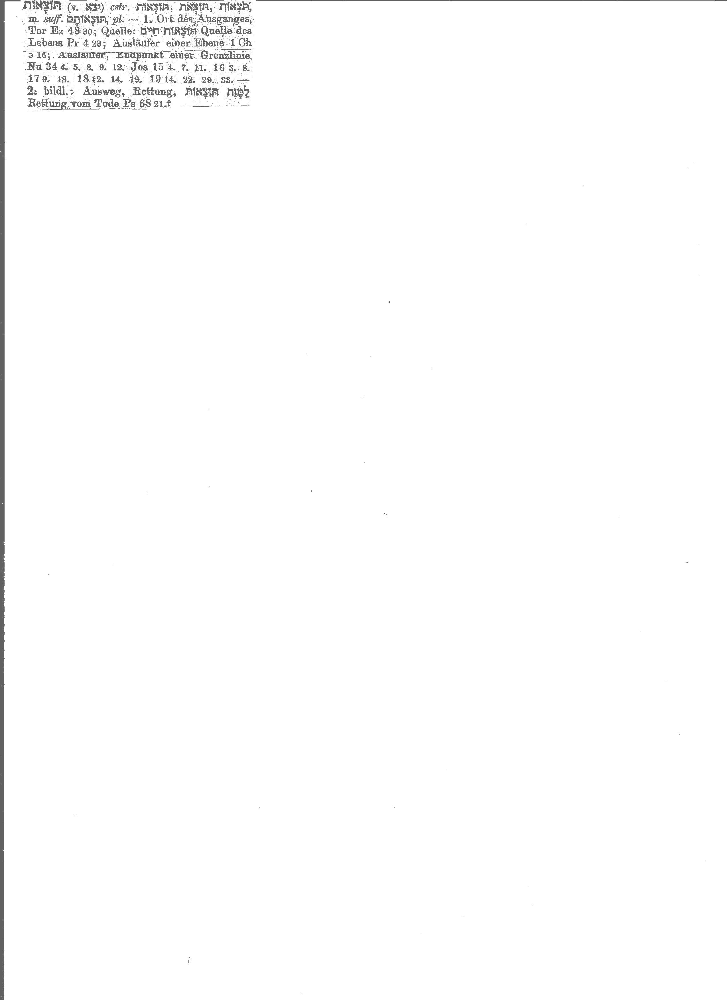 תּוֹצָאוֹת (v. יצא) cstr. תּוֹצְאוֹת, תּוֹצְאֹת, תֹּצְאוֹת,
m. suff. תּוֹצְאוֹתָם, pl. — 1. Ort des Ausganges,
Tor Ez 48 30; Quelle: תּוֹצְאוֹת חַיִּים Quelle des
Lebens Pr 4 23; Ausläufer einer Ebene 1 Ch
5 16; Ausläufer, Endpunkt einer Grenzlinie
Nu 34 4. 5. 8. 9. 12. Jos 15 4. 7. 11. 16 3. 8.
17 9. 18. 18 12. 14. 19. 19 14. 22. 29. 33. —
2. bildl.: Ausweg, Rettung, לַמָּוֶת תּוֹצָאוֹת
Rettung vom Tode Ps 68 21.†